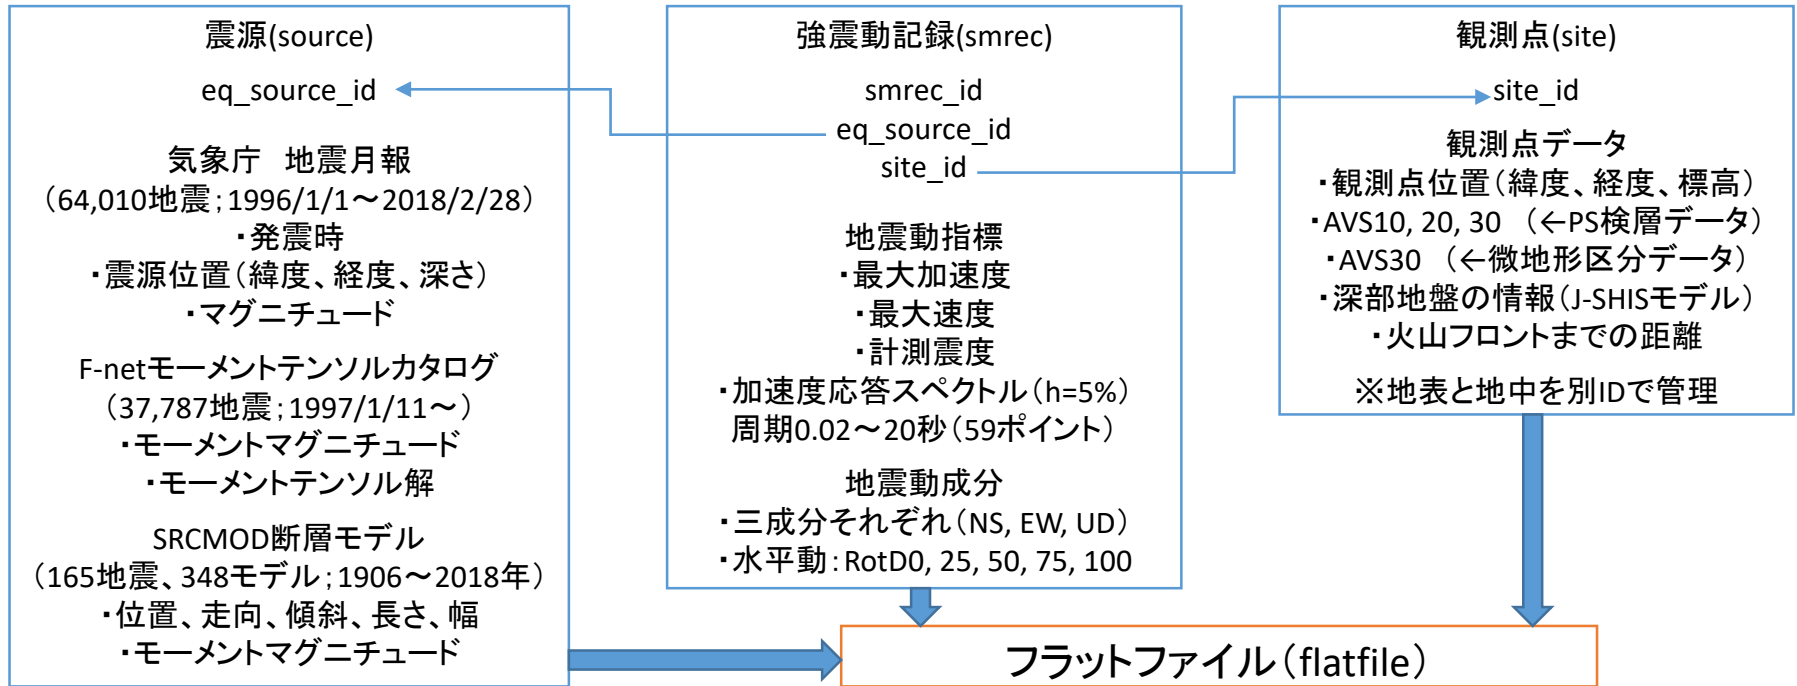 震源(source)
eq_source_id
気象庁　地震月報
（64,010地震；1996/1/1～2018/2/28）
・発震時
・震源位置（緯度、経度、深さ）
・マグニチュード
F-netモーメントテンソルカタログ
（37,787地震；1997/1/11～）
・モーメントマグニチュード
・モーメントテンソル解
SRCMOD断層モデル
（165地震、348モデル；1906～2018年）
・位置、走向、傾斜、長さ、幅
・モーメントマグニチュード
強震動記録(smrec)
smrec_id
eq_source_id
site_id
地震動指標
・最大加速度
・最大速度
・計測震度
・加速度応答スペクトル（h=5%）
周期0.02～20秒（59ポイント）
地震動成分
・三成分それぞれ（NS, EW, UD）
・水平動：RotD0, 25, 50, 75, 100
観測点(site)
site_id
観測点データ
・観測点位置（緯度、経度、標高）
・AVS10, 20, 30　（←PS検層データ）
・AVS30　（←微地形区分データ）
・深部地盤の情報（J-SHISモデル）
・火山フロントまでの距離
※地表と地中を別IDで管理
フラットファイル（flatfile）